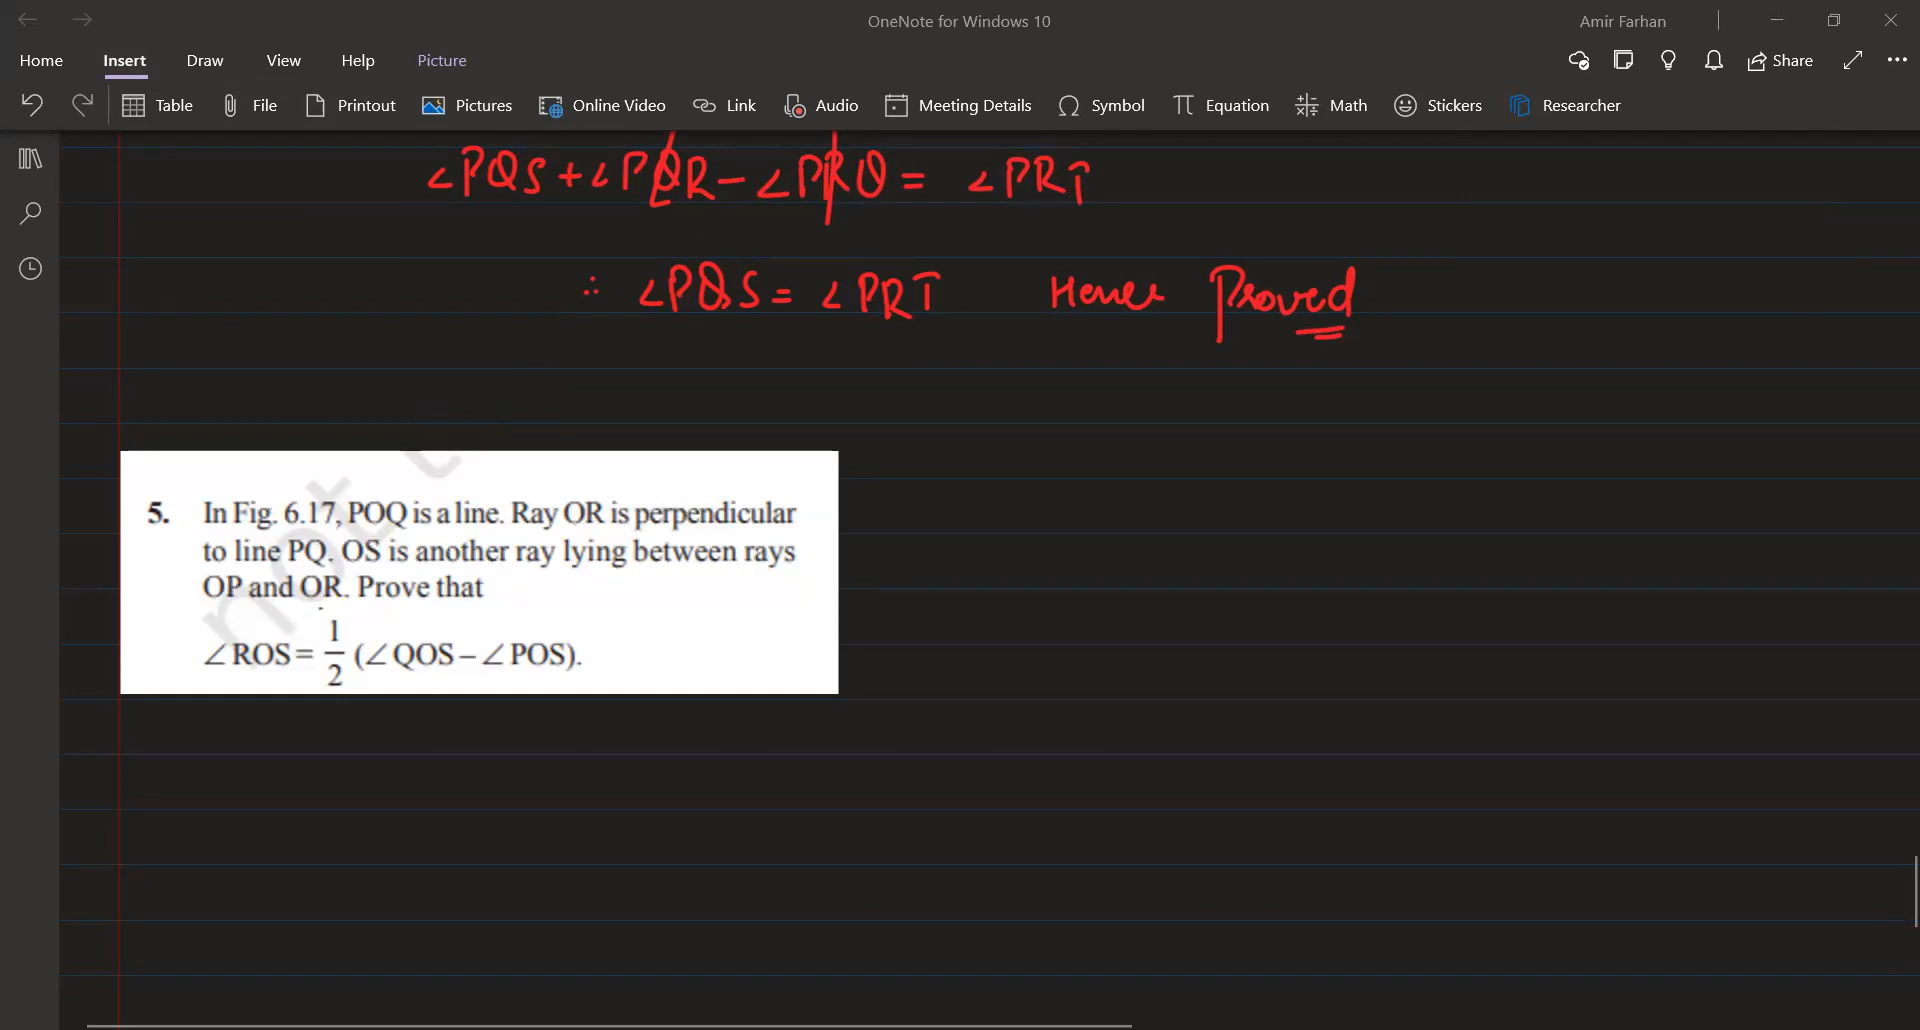 OneNote for Windows 10
Amir Farhan
Home Insert Draw View Help Picture
Share
Table File Printout Pictures Online Video Link Audio Meeting Details Symbol Equation Math Stickers Researcher
∠PQS + ∠PQR - ∠PRQ = ∠PRT
∴ ∠PQS = ∠PRT Hence Proved
not t
5. In Fig. 6.17, POQ is a line. Ray OR is perpendicular
to line PQ. OS is another ray lying between rays
OP and OR. Prove that
∠ROS = 1/2 (∠QOS – ∠POS).